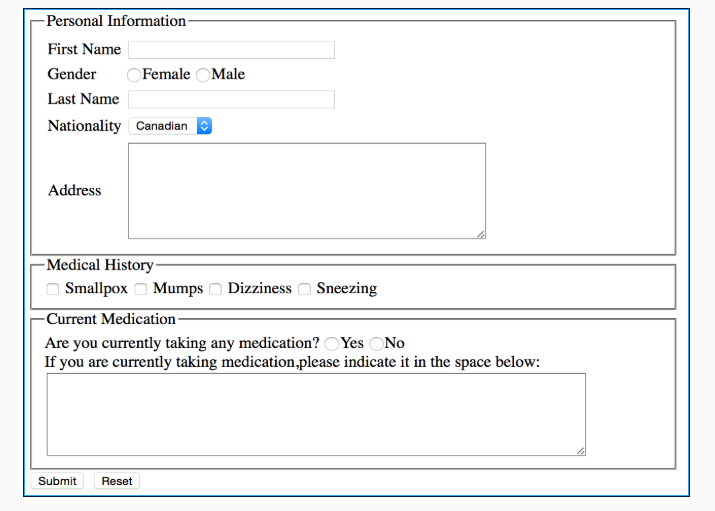 Personal Information
First Name
Gender Female Male
Last Name
Nationality Canadian
Address
Medical History
Smallpox Mumps Dizziness Sneezing
Current Medication
Are you currently taking any medication? Yes No
If you are currently taking medication,please indicate it in the space below:
Submit Reset